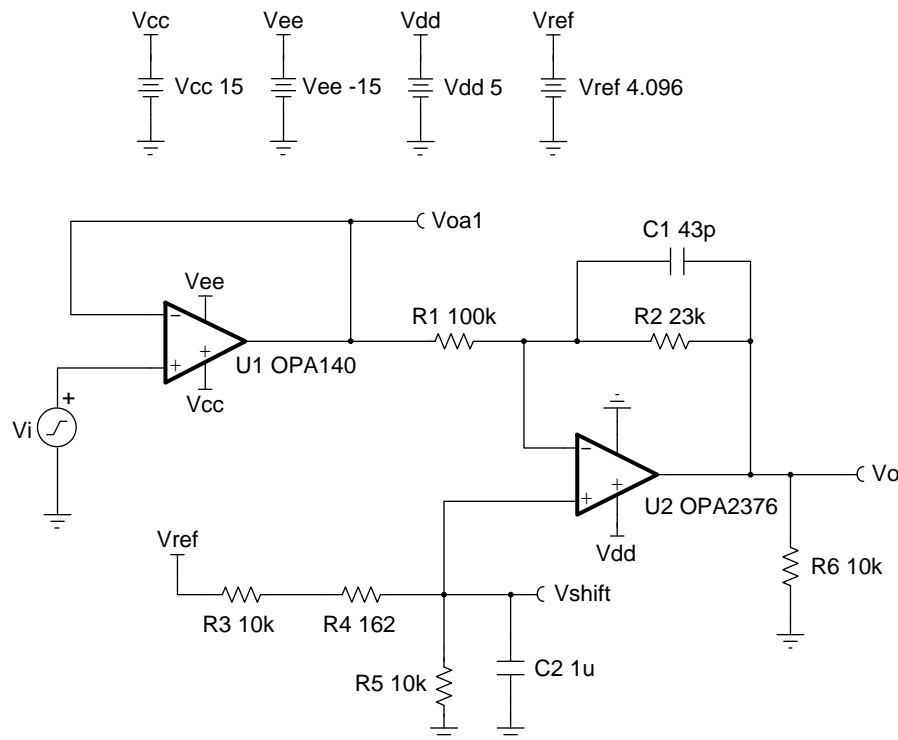 Vcc
Vee
Vdd
Vref
Vcc 15
Vee -15
Vdd 5
Vref 4.096
Voa1
C1 43p
Vee
R1 100k
R2 23k
−
+
+
U1 OPA140
Vcc
+
Vi
−
+
+
Vo
U2 OPA2376
Vref
Vdd
R6 10k
Vshift
R3 10k
R4 162
R5 10k
C2 1u